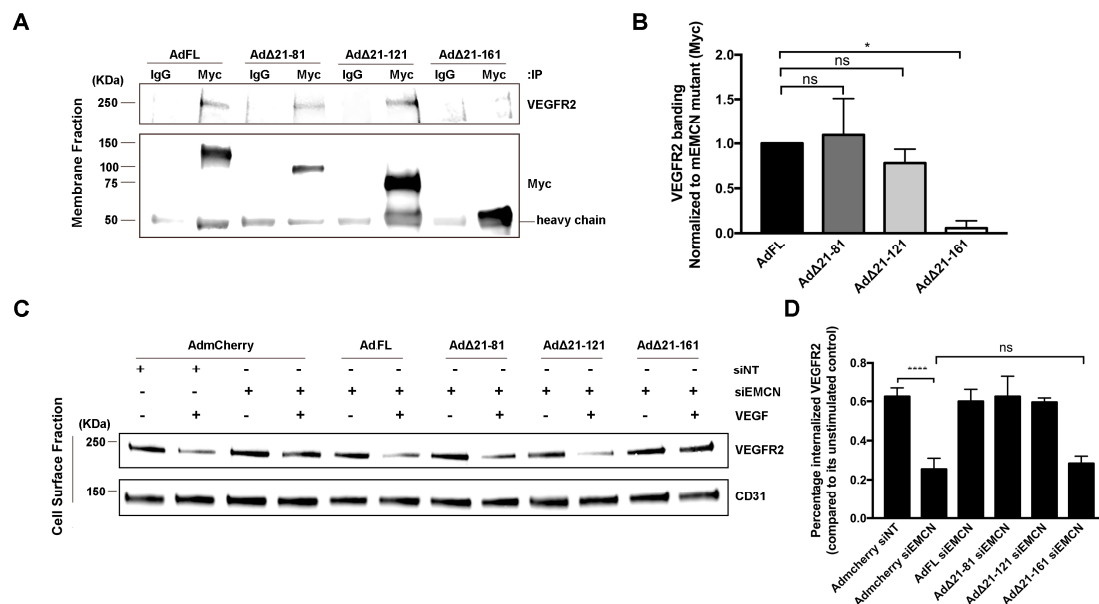 A
AdFL AdΔ21-81 AdΔ21-121 AdΔ21-161
(KDa) IgG Myc IgG Myc IgG Myc IgG Myc :IP
250 VEGFR2
150
100
75 Myc
50 heavy chain
Membrane Fraction
B
VEGFR2 banding
Normalized to mEMCN mutant (Myc)
2.0
1.5
1.0
0.5
0.0
*
ns
ns
AdFL
AdΔ21-81
AdΔ21-121
AdΔ21-161
C
AdmCherry AdFL AdΔ21-81 AdΔ21-121 AdΔ21-161
+ + - - - - - - - - - - siNT
- - + + + + + + + + + + siEMCN
- + - + - + - + - + - + VEGF
(KDa)
250 VEGFR2
150 CD31
Cell Surface Fraction
D
Percentage internalized VEGFR2
(compared to its unstimulated control)
0.8
0.6
0.4
0.2
0.0
ns
****
Admcherry siNT
Admcherry siEMCN
AdFL siEMCN
AdΔ21-81 siEMCN
AdΔ21-121 siEMCN
AdΔ21-161 siEMCN